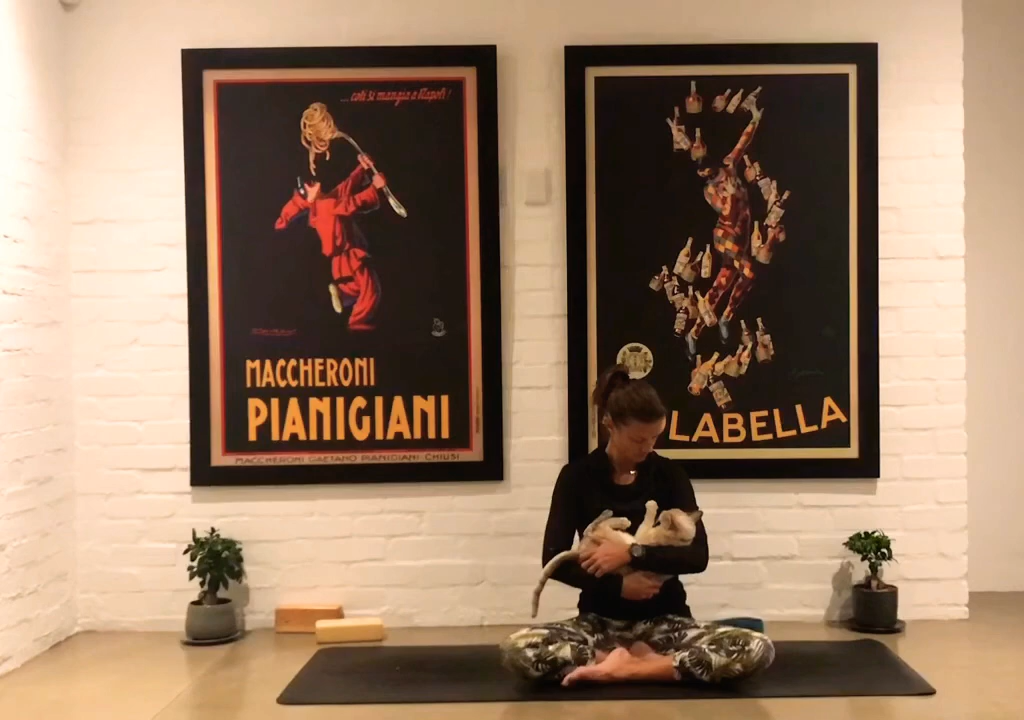 ...così si mangia a Napoli!
MACCHERONI
PIANIGIANI
MACCHERONI GAETANO PIANIGIANI - CHIUSI
LABELLA